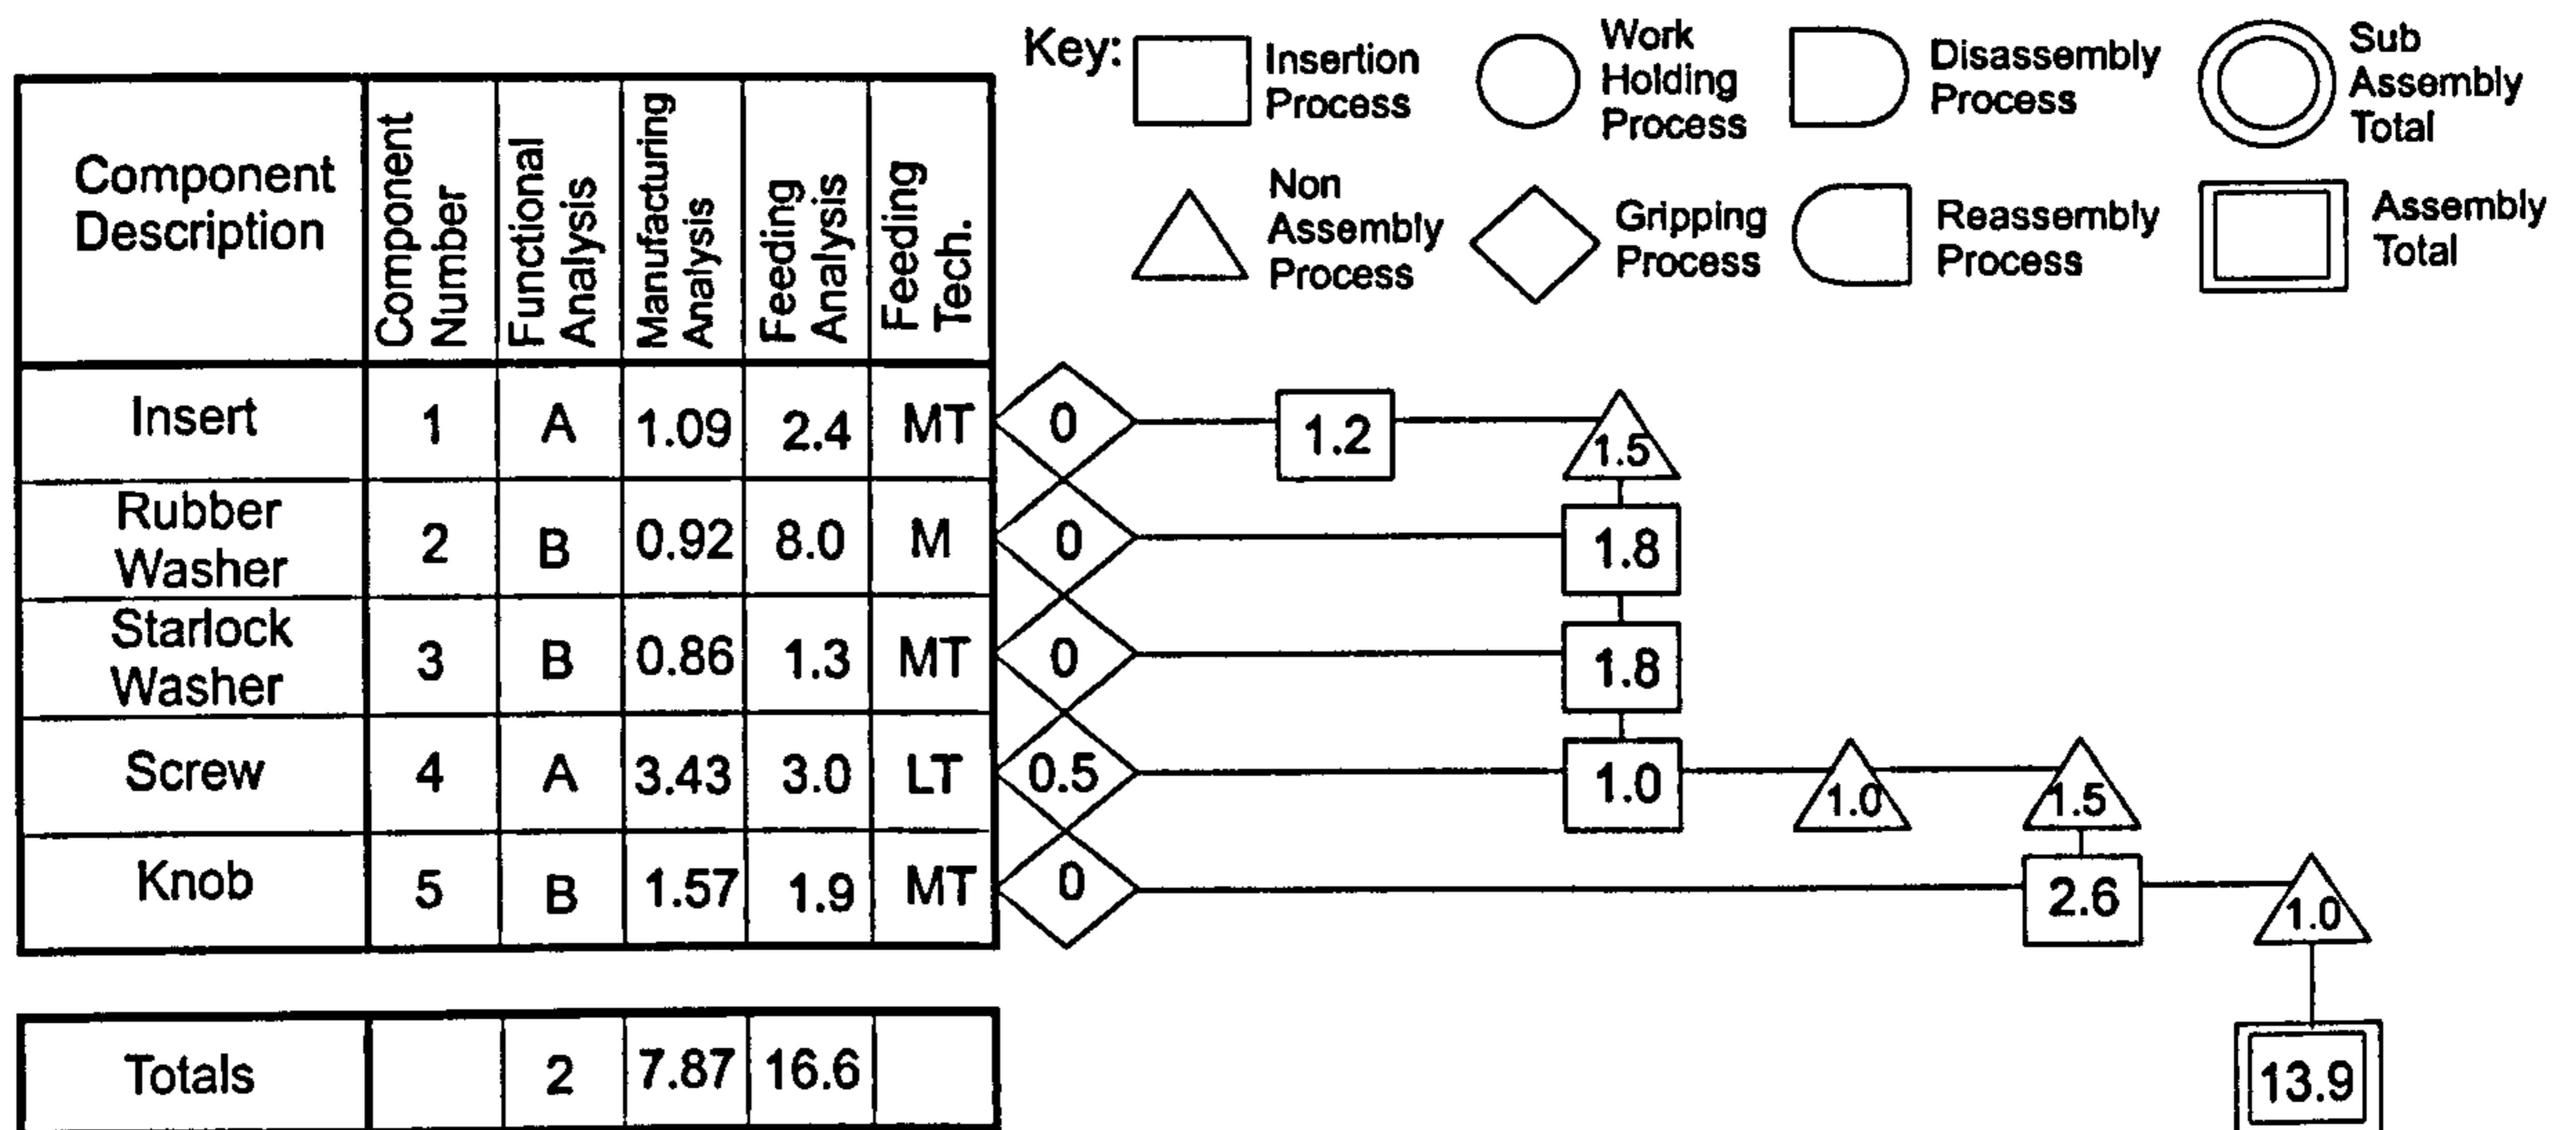 Key:
Insertion
Process
Work
Holding
Process
Disassembly
Process
Sub
Assembly
Total
Non
Assembly
Process
Gripping
Process
Reassembly
Process
Assembly
Total
Component
Description
Component
Number
Functional
Analysis
Manufacturing
Analysis
Feeding
Analysis
Feeding
Tech.
Insert 1 A 1.09 2.4 MT 0 1.2 1.5
Rubber
Washer 2 B 0.92 8.0 M 0 1.8
Starlock
Washer 3 B 0.86 1.3 MT 0 1.8
Screw 4 A 3.43 3.0 LT 0.5 1.0 1.0 1.5
Knob 5 B 1.57 1.9 MT 0 2.6 1.0
Totals 2 7.87 16.6 13.9